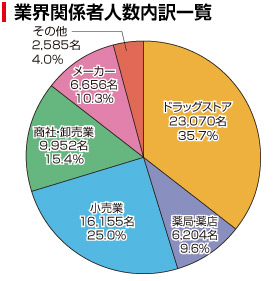 業界関係者人数内訳一覧
その他
2,585名
4.0%
メーカー
6,656名
10.3%
ドラッグストア
23,070名
35.7%
商社・卸売業
9,952名
15.4%
小売業
16,155名
25.0%
薬局・薬店
6,204名
9.6%